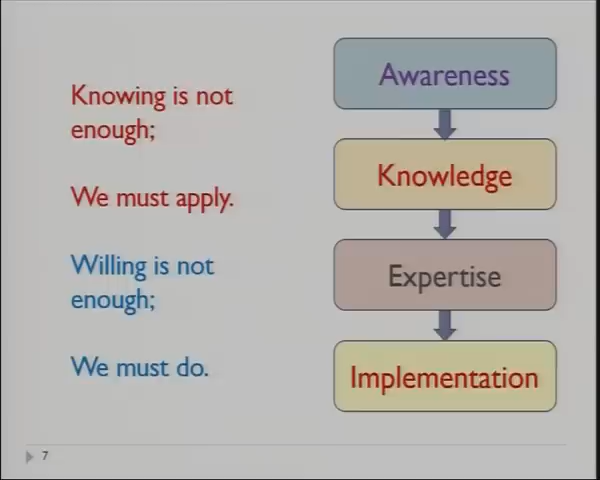 Knowing is not
enough;
We must apply.
Willing is not
enough;
We must do.
Awareness
Knowledge
Expertise
Implementation
7